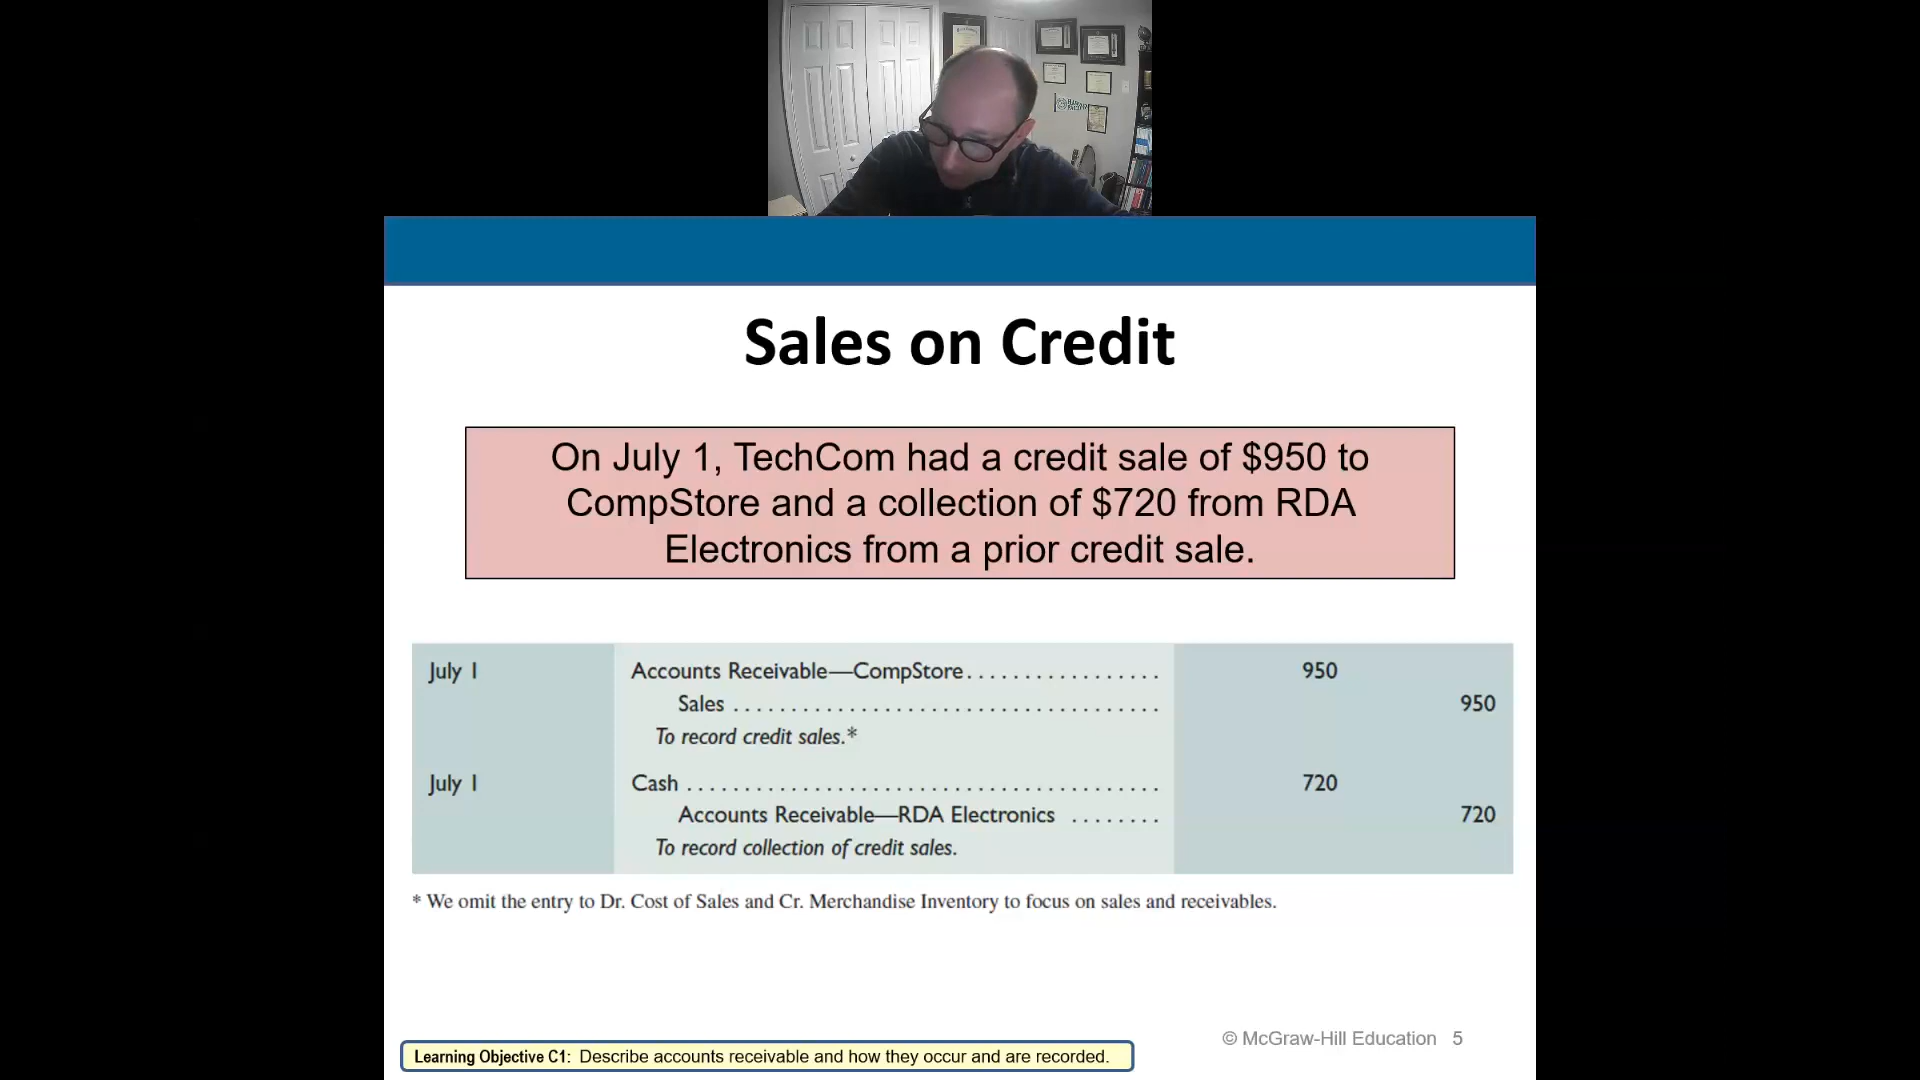 Sales on Credit
On July 1, TechCom had a credit sale of $950 to
CompStore and a collection of $720 from RDA
Electronics from a prior credit sale.
July 1 Accounts Receivable—CompStore. . . . . . . . . . . . . . . . . 950
Sales . . . . . . . . . . . . . . . . . . . . . . . . . . . . . . . . . . . . . 950
To record credit sales.*
July 1 Cash . . . . . . . . . . . . . . . . . . . . . . . . . . . . . . . . . . . . . . . . . 720
Accounts Receivable—RDA Electronics . . . . . . . . 720
To record collection of credit sales.
* We omit the entry to Dr. Cost of Sales and Cr. Merchandise Inventory to focus on sales and receivables.
© McGraw-Hill Education 5
Learning Objective C1: Describe accounts receivable and how they occur and are recorded.